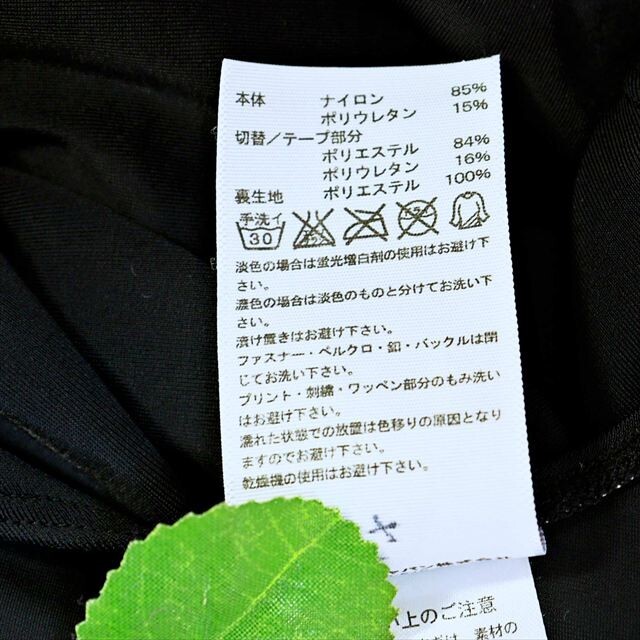 本体 ナイロン 85%
ポリウレタン 15%
切替／テープ部分
ポリエステル 84%
ポリウレタン 16%
裏生地 ポリエステル 100%
手洗イ
30
淡色の場合は蛍光増白剤の使用はお避け下
さい。
濃色の場合は淡色のものと分けてお洗い下
さい。
漬け置きはお避け下さい。
ファスナー・ベルクロ・釦・バックルは閉
じてお洗い下さい。
プリント・刺繍・ワッペン部分のもみ洗い
はお避け下さい。
濡れた状態での放置は色移りの原因となり
ますのでお避け下さい。
乾燥機の使用はお避け下さい。
上のご注意
素材の